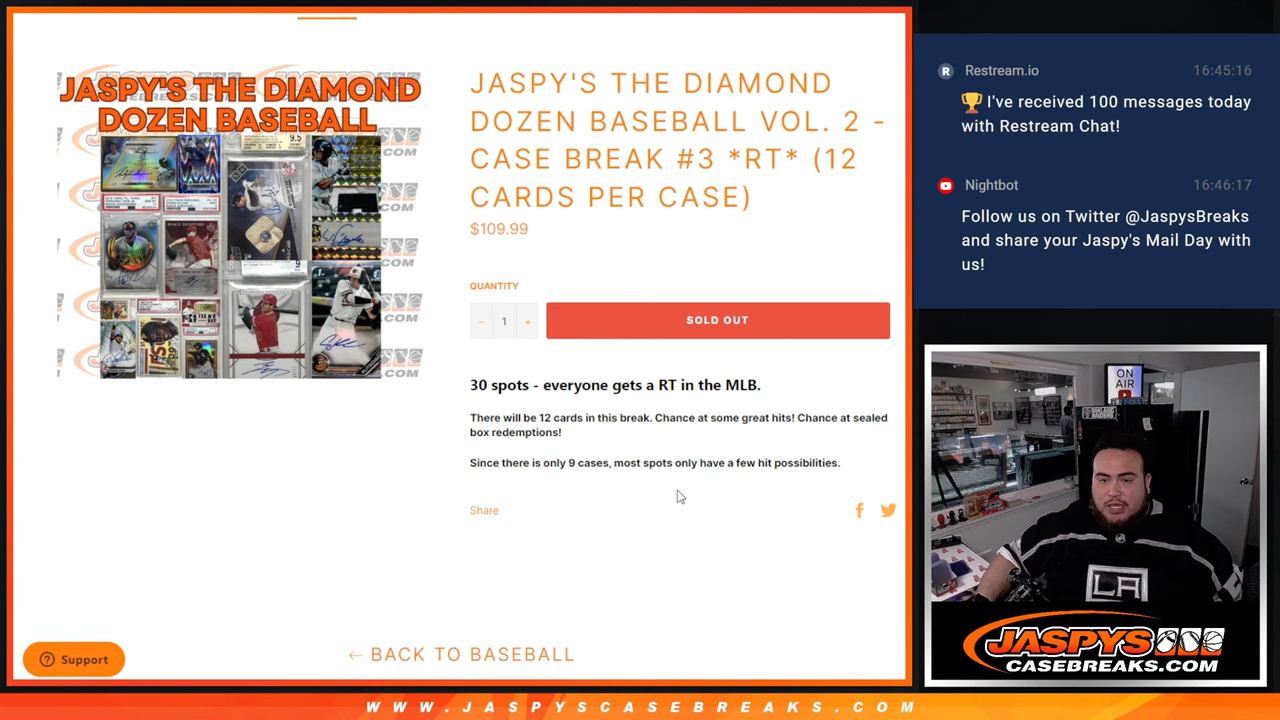 JASPY'S THE DIAMOND
DOZEN BASEBALL
JASPY'S THE DIAMOND
DOZEN BASEBALL VOL. 2 -
CASE BREAK #3 *RT* (12
CARDS PER CASE)
$109.99
QUANTITY
− 1 +
SOLD OUT
30 spots - everyone gets a RT in the MLB.
There will be 12 cards in this break. Chance at some great hits! Chance at sealed
box redemptions!
Since there is only 9 cases, most spots only have a few hit possibilities.
Share
Support
← BACK TO BASEBALL
Restream.io 16:45:16
🏆 I've received 100 messages today
with Restream Chat!
Nightbot 16:46:17
Follow us on Twitter @JaspysBreaks
and share your Jaspy's Mail Day with
us!
ON
AIR
LA
JASPYS
CASEBREAKS.COM
WWW.JASPYSCASEBREAKS.COM